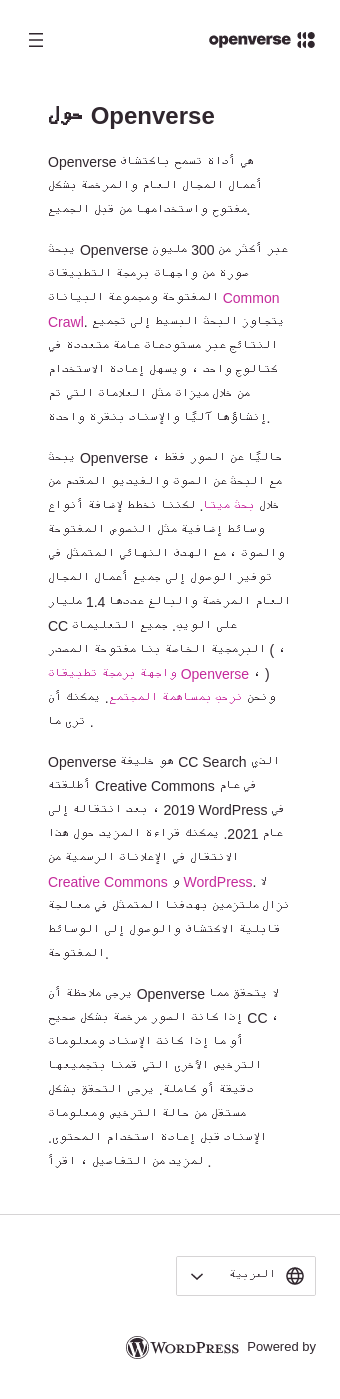 openverse
حول Openverse
Openverse هي أداة تسمح باكتشاف
أعمال المجال العام والمرخصة بشكل
مفتوح واستخدامها من قبل الجميع.
يبحث Openverse عبر أكثر من 300 مليون
صورة من واجهات برمجة التطبيقات
المفتوحة ومجموعة البيانات Common
Crawl. يتجاوز البحث البسيط إلى تجميع
النتائج عبر مستودعات عامة متعددة في
كتالوج واحد ، ويسهل إعادة الاستخدام
من خلال ميزات مثل العلامات التي تم
إنشاؤها آليًا والإسناد بنقرة واحدة.
يبحث Openverse حاليًا عن الصور فقط ،
مع البحث عن الصوت والفيديو المقدم من
خلال بحث ميتا. لكننا نخطط لإضافة أنواع
وسائط إضافية مثل النصوص المفتوحة
والصوت ، مع الهدف النهائي المتمثل في
توفير الوصول إلى جميع أعمال المجال
العام المرخصة والبالغ عددها 1.4 مليار
CC على الويب. جميع التعليمات
البرمجية الخاصة بنا مفتوحة المصدر ( ،
واجهة برمجة تطبيقات Openverse ، )
ونحن نرحب بمساهمة المجتمع. يمكنك أن
ترى ما .
Openverse هو خليفة CC Search الذي
أطلقته Creative Commons في عام
2019 ، بعد انتقاله إلى WordPress في
عام 2021. يمكنك قراءة المزيد حول هذا
الانتقال في الإعلانات الرسمية من
Creative Commons و WordPress. لا
نزال ملتزمين بهدفنا المتمثل في معالجة
قابلية الاكتشاف والوصول إلى الوسائط
المفتوحة.
يرجى ملاحظة أن Openverse لا يتحقق مما
إذا كانت الصور مرخصة بشكل صحيح CC ،
أو ما إذا كانت الإسناد ومعلومات
الترخيص الأخرى التي قمنا بتجميعها
دقيقة أو كاملة. يرجى التحقق بشكل
مستقل من حالة الترخيص ومعلومات
الإسناد قبل إعادة استخدام المحتوى.
لمزيد من التفاصيل ، اقرأ .
العربية
Powered by WORDPRESS